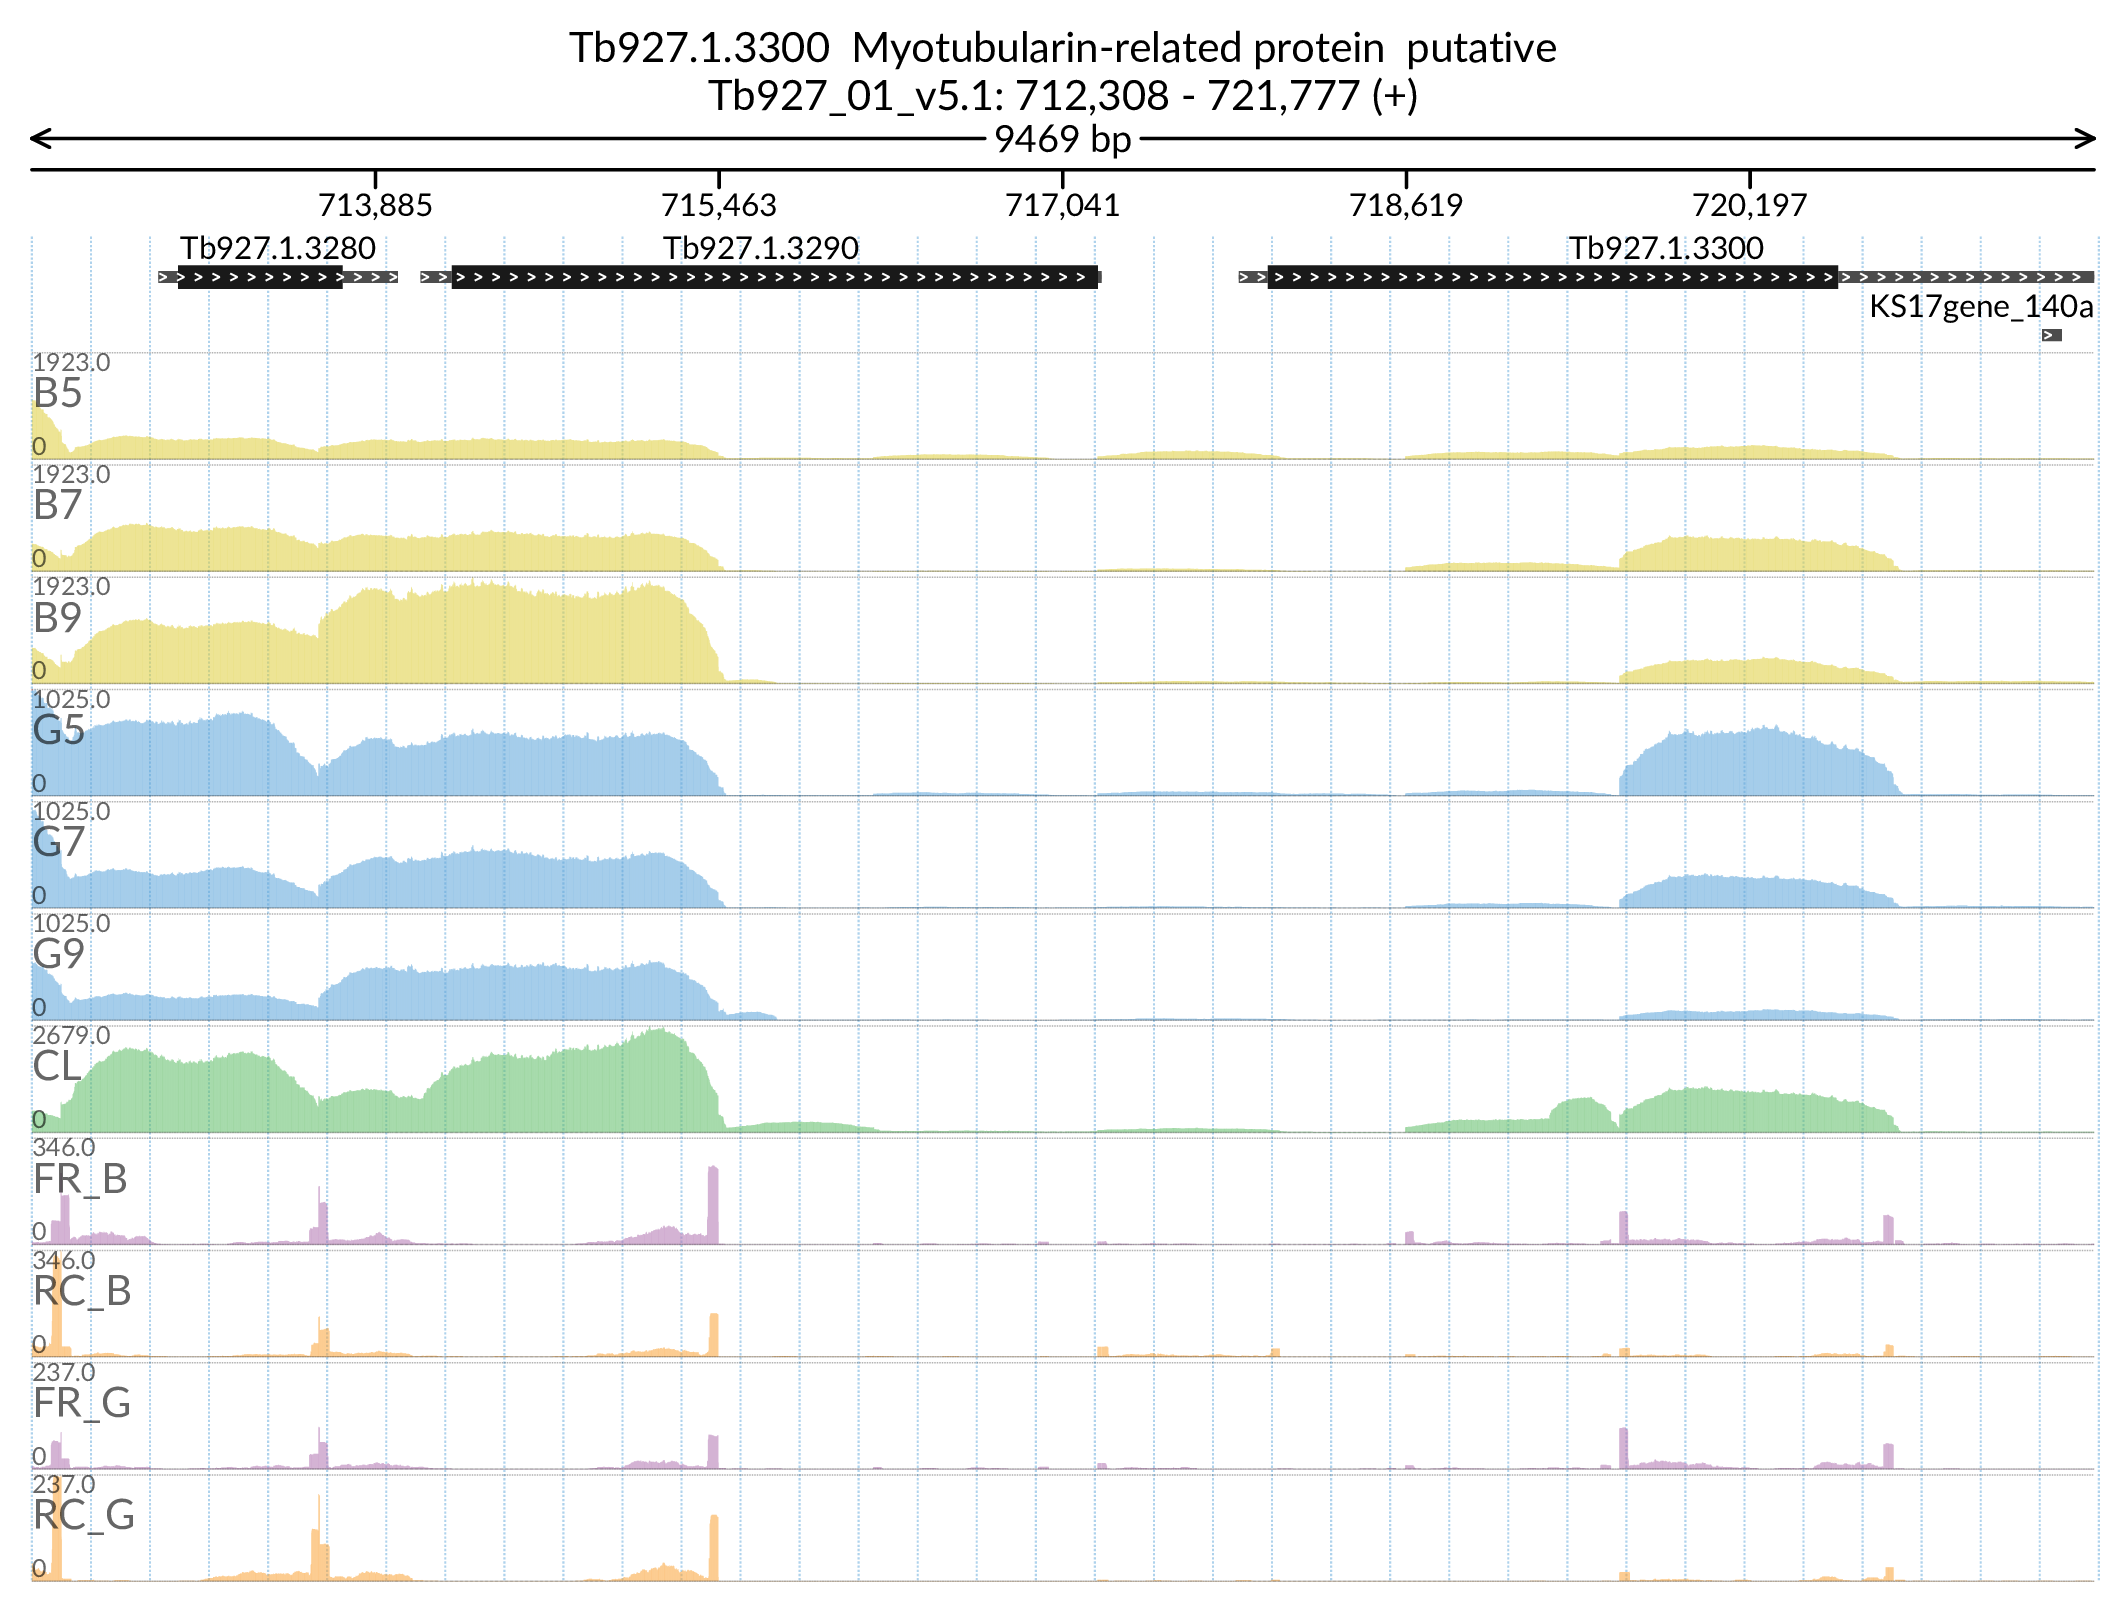 Tb927.1.3300  Myotubularin-related protein  putative
Tb927_01_v5.1: 712,308 - 721,777 (+)
9469 bp
713,885 715,463 717,041 718,619 720,197
Tb927.1.3280 Tb927.1.3290 Tb927.1.3300
KS17gene_140a
1923.0
B5
0
1923.0
B7
0
1923.0
B9
0
1025.0
G5
0
1025.0
G7
0
1025.0
G9
0
2679.0
CL
0
346.0
FR_B
0
346.0
RC_B
0
237.0
FR_G
0
237.0
RC_G
0